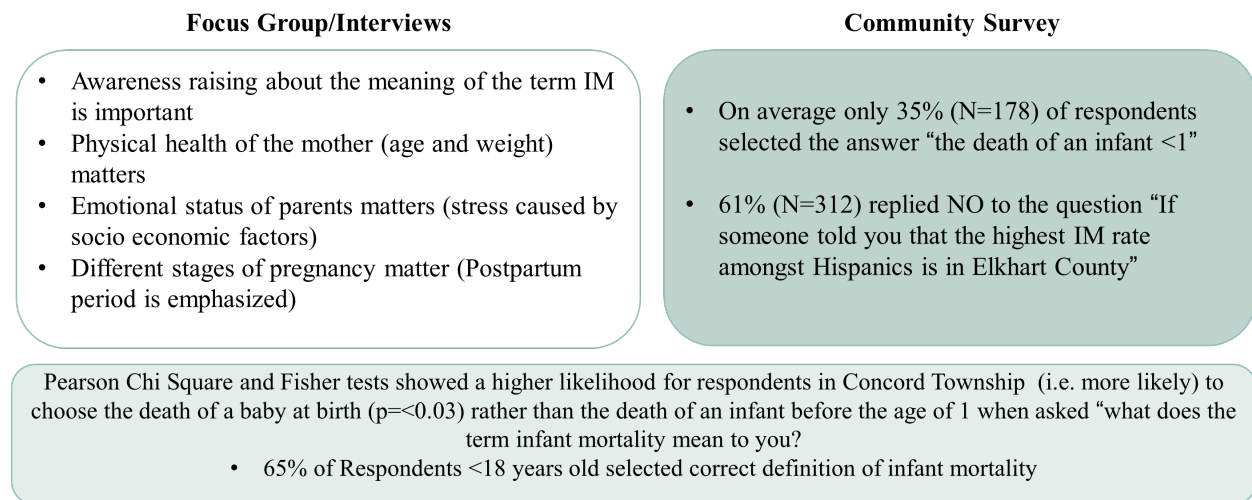 Focus Group/Interviews
• Awareness raising about the meaning of the term IM
is important
• Physical health of the mother (age and weight)
matters
• Emotional status of parents matters (stress caused by
socio economic factors)
• Different stages of pregnancy matter (Postpartum
period is emphasized)
Community Survey
• On average only 35% (N=178) of respondents
selected the answer “the death of an infant <1”
• 61% (N=312) replied NO to the question “If
someone told you that the highest IM rate
amongst Hispanics is in Elkhart County”
Pearson Chi Square and Fisher tests showed a higher likelihood for respondents in Concord Township (i.e. more likely) to
choose the death of a baby at birth (p=<0.03) rather than the death of an infant before the age of 1 when asked “what does the
term infant mortality mean to you?
• 65% of Respondents <18 years old selected correct definition of infant mortality